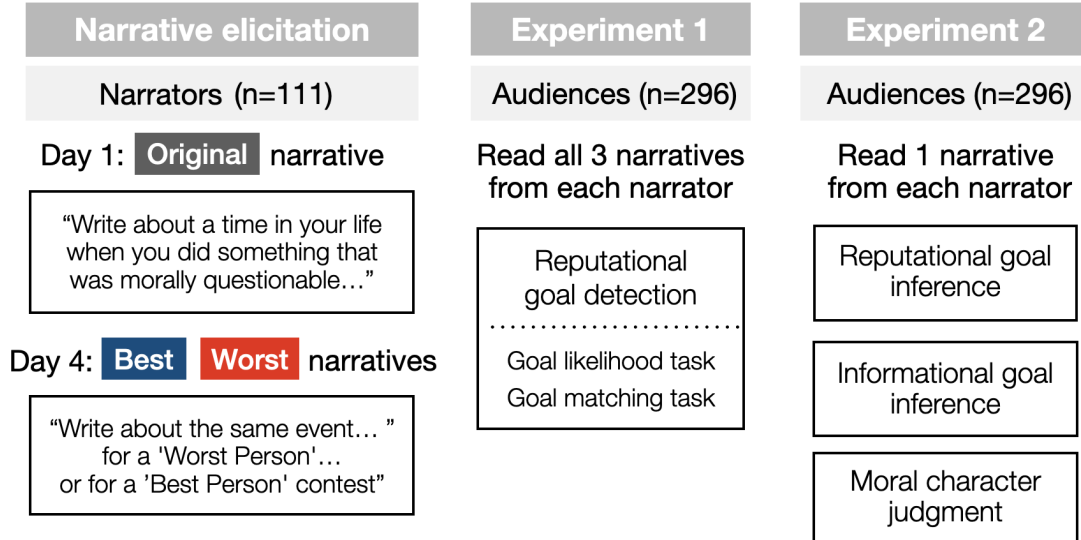 Narrative elicitation
Narrators (n=111)
Day 1: Original narrative
“Write about a time in your life
when you did something that
was morally questionable…”
Day 4: Best Worst narratives
“Write about the same event… ”
for a 'Worst Person'…
or for a ’Best Person' contest”
Experiment 1
Audiences (n=296)
Read all 3 narratives
from each narrator
Reputational
goal detection
Goal likelihood task
Goal matching task
Experiment 2
Audiences (n=296)
Read 1 narrative
from each narrator
Reputational goal
inference
Informational goal
inference
Moral character
judgment